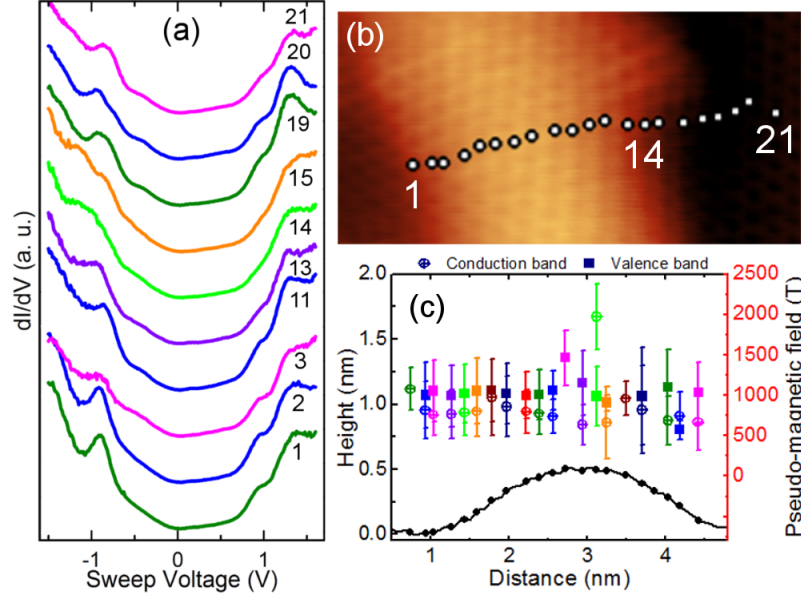 (a)
21
20
19
15
14
13
11
3
2
1
dI/dV (a. u.)
-1 0 1
Sweep Voltage (V)
(b)
1
14
21
Conduction band Valence band
(c)
2.0
1.5
1.0
0.5
0.0
Height (nm)
2500
2000
1500
1000
500
0
Pseudo-magnetic field (T)
1 2 3 4
Distance (nm)